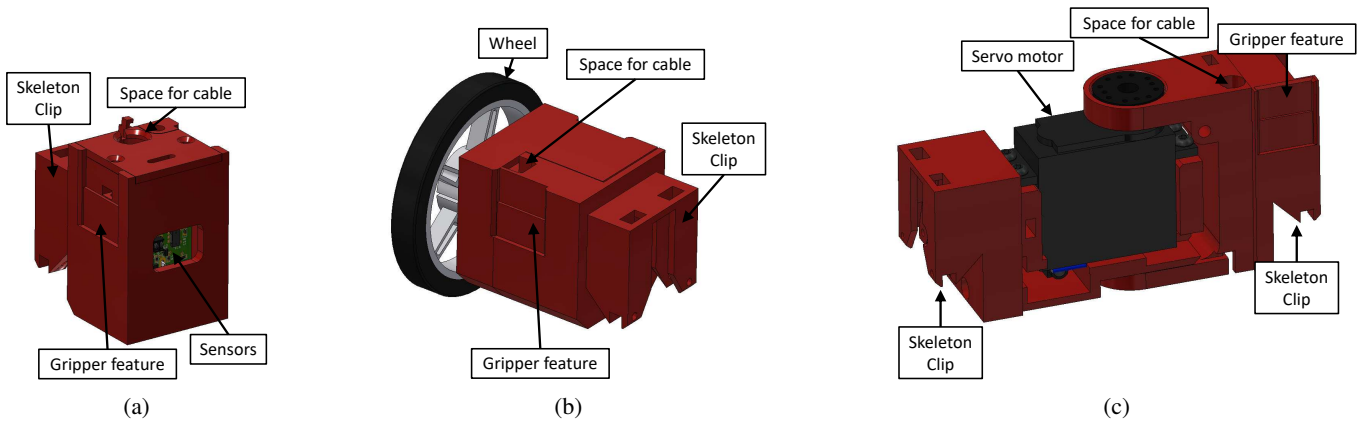 Skeleton
Clip
Space for cable
Gripper feature
Sensors
(a)
Wheel
Space for cable
Skeleton
Clip
Gripper feature
(b)
Servo motor
Space for cable
Gripper feature
Skeleton
Clip
Skeleton
Clip
(c)